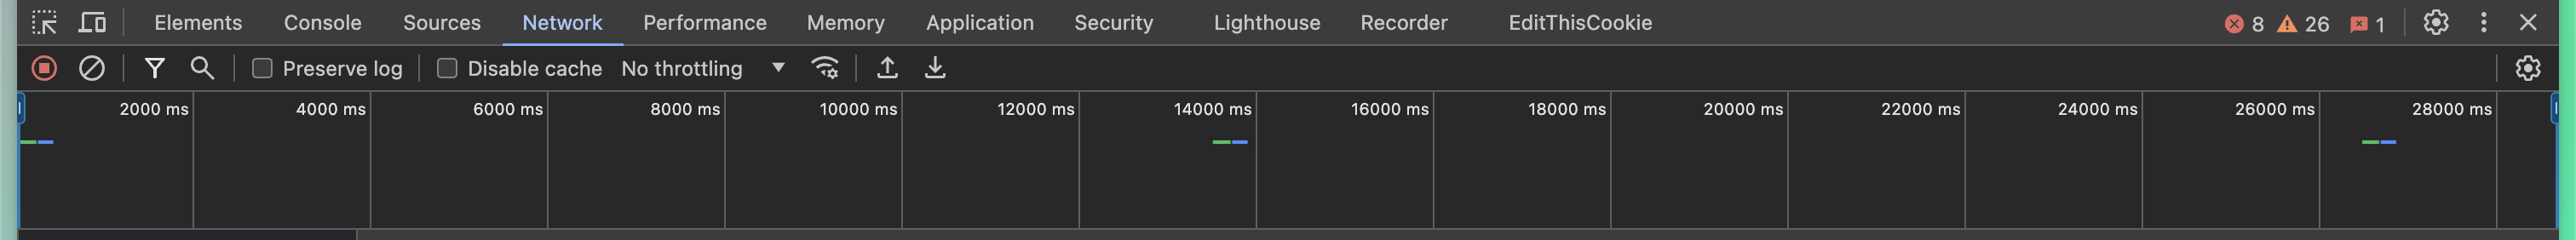 Elements Console Sources Network Performance Memory Application Security Lighthouse Recorder EditThisCookie 8 26 1
Preserve log Disable cache No throttling
2000 ms 4000 ms 6000 ms 8000 ms 10000 ms 12000 ms 14000 ms 16000 ms 18000 ms 20000 ms 22000 ms 24000 ms 26000 ms 28000 ms